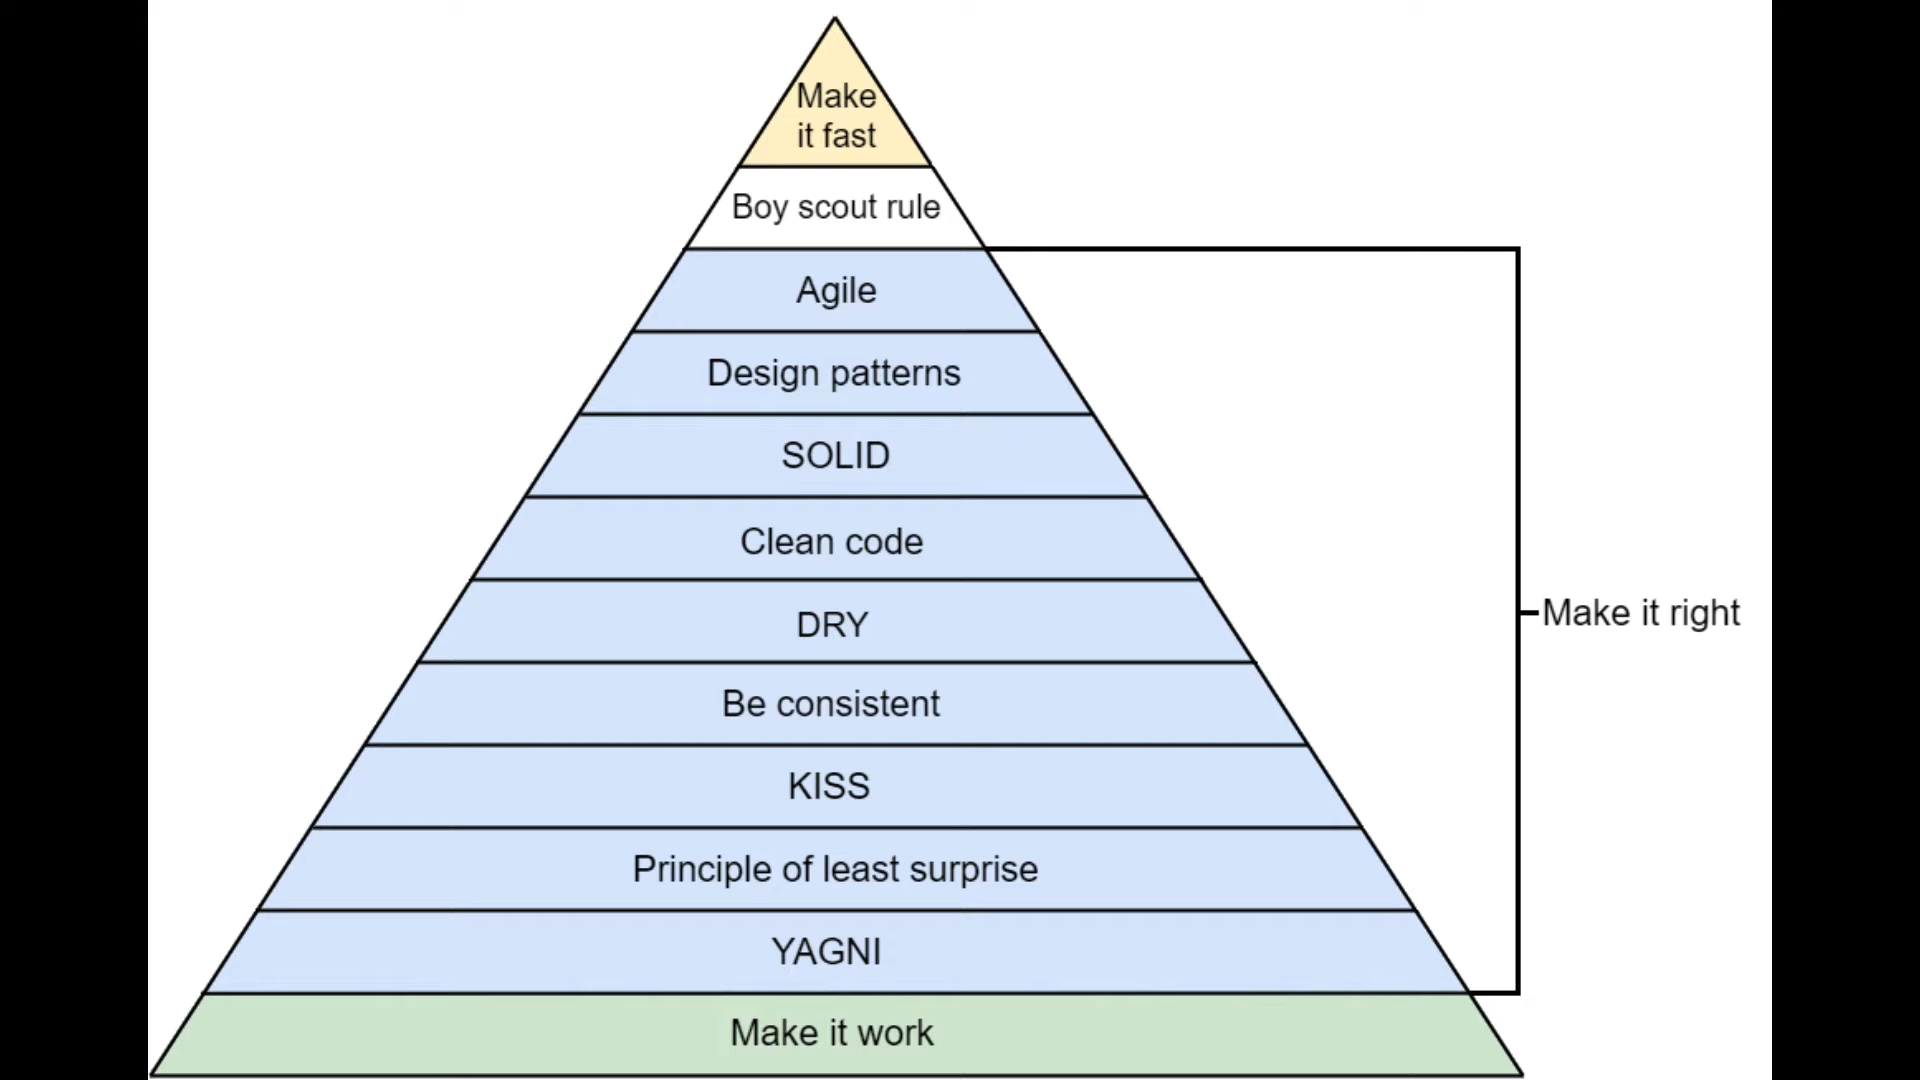 Make
it fast
Boy scout rule
Agile
Design patterns
SOLID
Clean code
DRY
Be consistent
KISS
Principle of least surprise
YAGNI
Make it work
Make it right